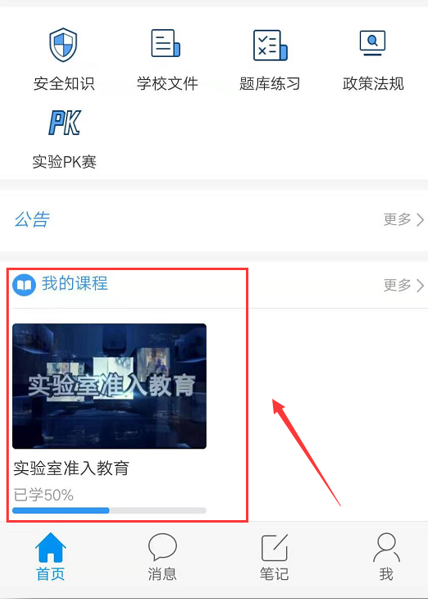 安全知识 学校文件 题库练习 政策法规
PK
实验PK赛
公告 更多
我的课程 更多
实验室准入教育
实验室准入教育
已学50%
首页 消息 笔记 我